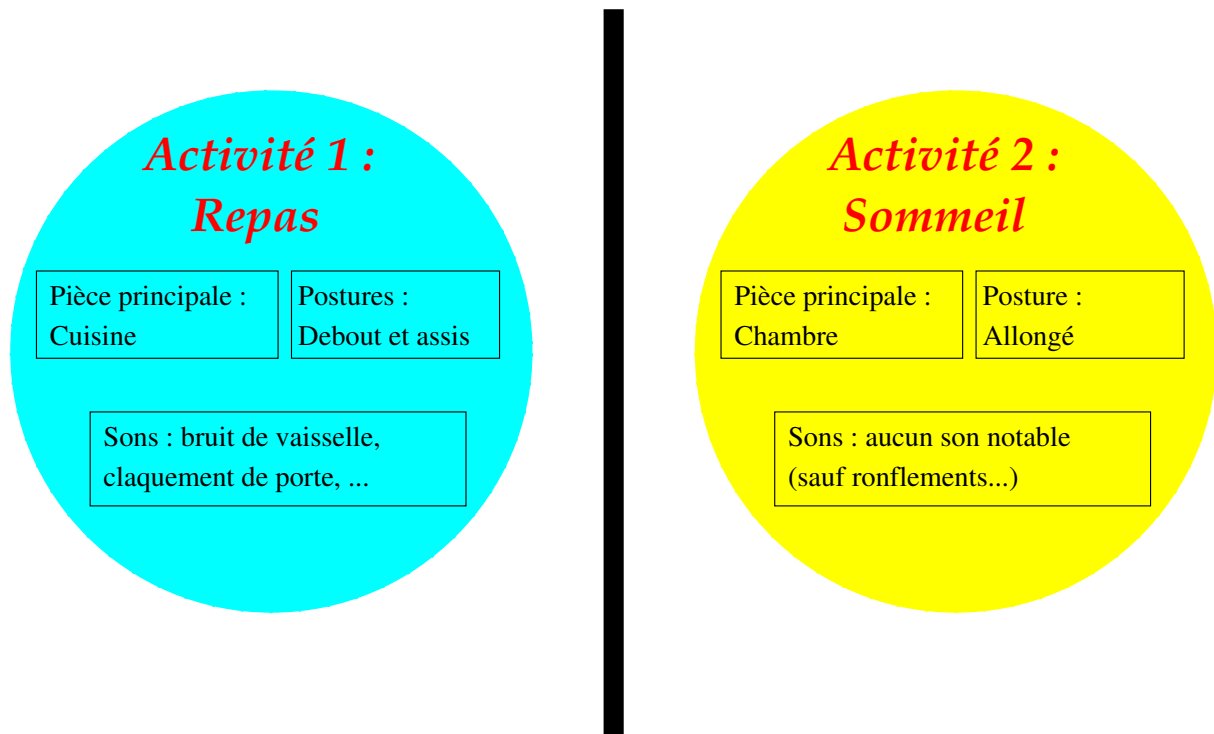 Activité 1 :
Repas
Pièce principale :
Cuisine
Postures :
Debout et assis
Sons : bruit de vaisselle,
claquement de porte, ...
Activité 2 :
Sommeil
Pièce principale :
Chambre
Posture :
Allongé
Sons : aucun son notable
(sauf ronflements...)